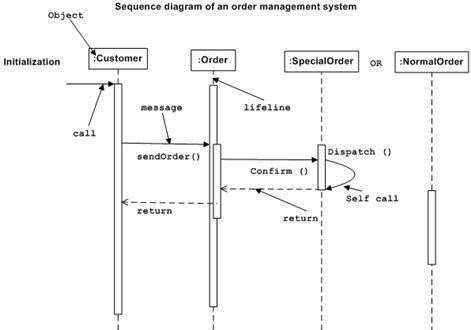 Sequence diagram of an order management system
Object
Initialization
:Customer
:Order
:SpecialOrder
OR
:NormalOrder
message
lifeline
call
sendOrder()
Dispatch ()
Confirm ()
Self call
return
return